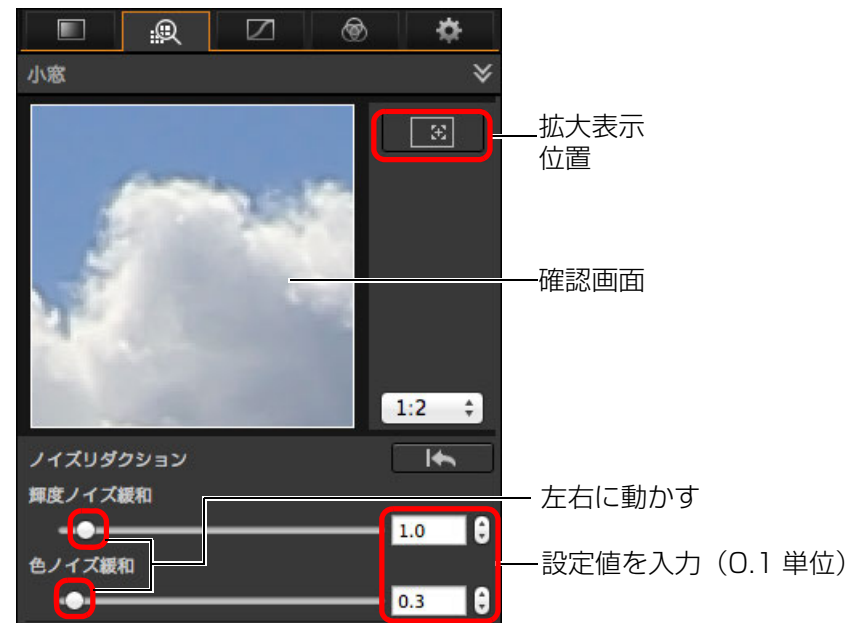 小窓
拡大表示
位置
確認画面
1:2
ノイズリダクション
輝度ノイズ緩和
左右に動かす
1.0
設定値を入力（0.1 単位）
色ノイズ緩和
0.3